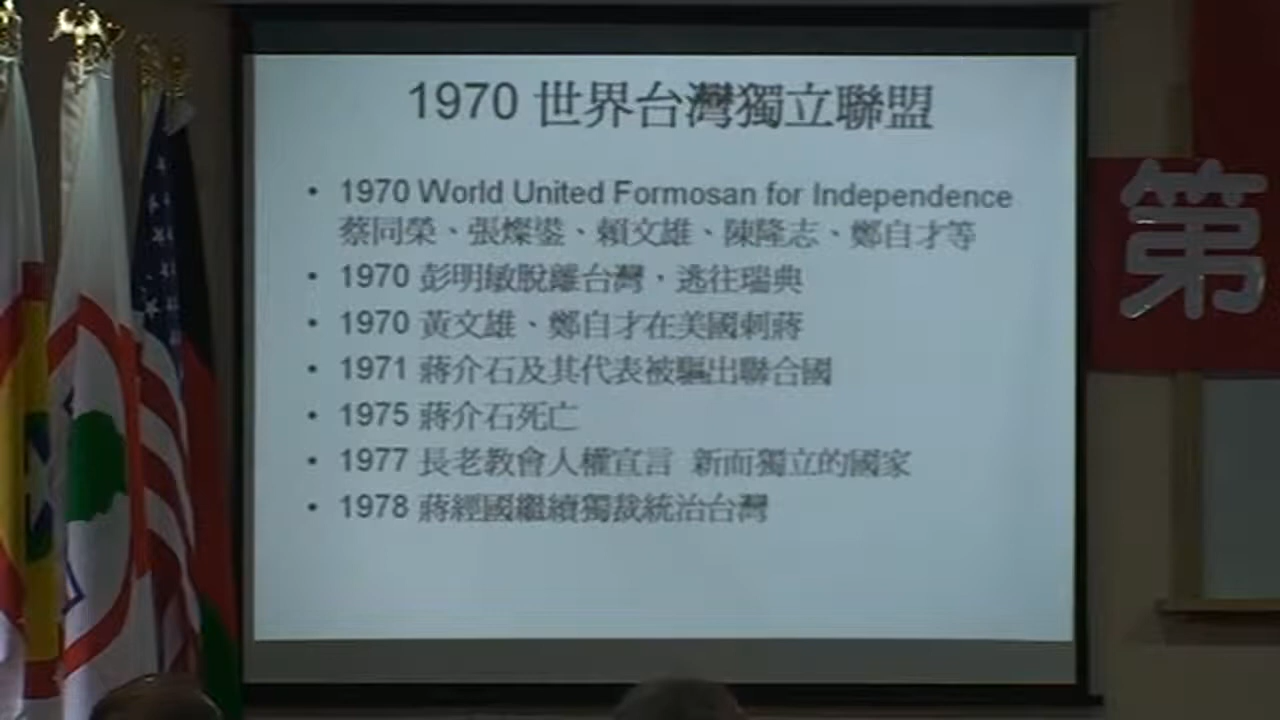 1970 世界台灣獨立聯盟
• 1970 World United Formosan for Independence
蔡同榮、張燦鍙、賴文雄、陳隆志、鄭自才等
• 1970 彭明敏脫離台灣，逃往瑞典
• 1970 黃文雄、鄭自才在美國刺蔣
• 1971 蔣介石及其代表被驅出聯合國
• 1975 蔣介石死亡
• 1977 長老教會人權宣言 新而獨立的國家
• 1978 蔣經國繼續獨裁統治台灣
第